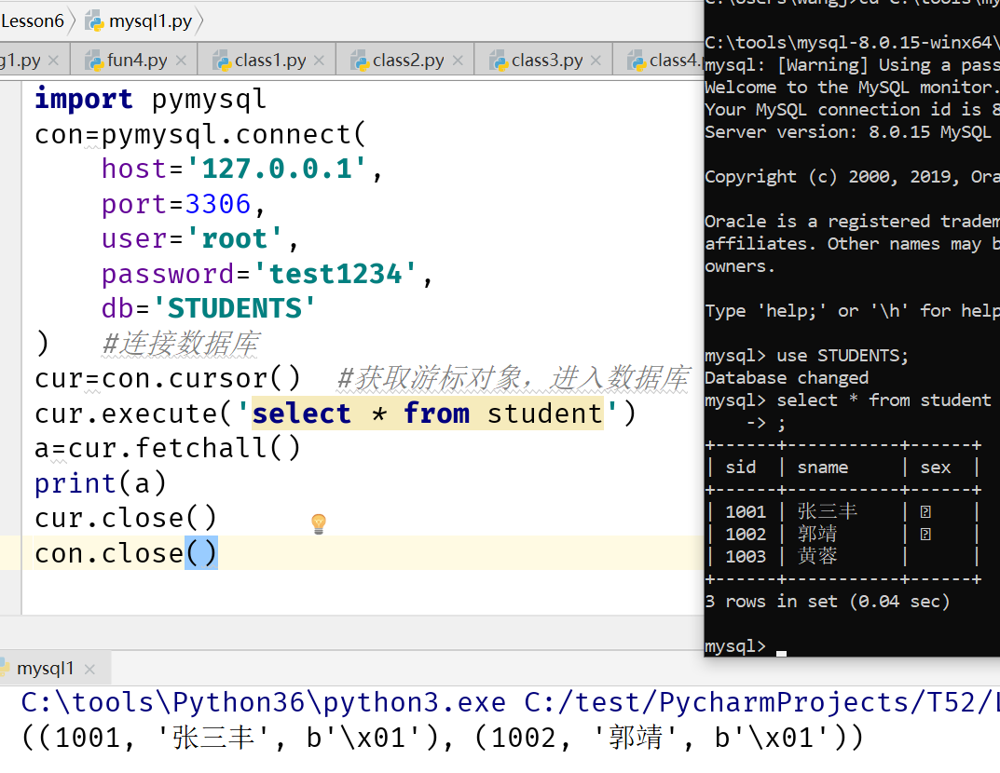 Lesson6 mysql1.py
g1.py fun4.py class1.py class2.py class3.py class4.p
import pymysql
con=pymysql.connect(
host='127.0.0.1',
port=3306,
user='root',
password='test1234',
db='STUDENTS'
) #连接数据库
cur=con.cursor() #获取游标对象，进入数据库
cur.execute('select * from student')
a=cur.fetchall()
print(a)
cur.close()
con.close()
C:\tools\mysql-8.0.15-winx64\
mysql: [Warning] Using a pass
Welcome to the MySQL monitor.
Your MySQL connection id is 8
Server version: 8.0.15 MySQL
Copyright (c) 2000, 2019, Ora
Oracle is a registered tradem
affiliates. Other names may b
owners.
Type 'help;' or '\h' for help
mysql> use STUDENTS;
Database changed
mysql> select * from student
-> ;
+------+-----------+------+
| sid | sname | sex |
+------+-----------+------+
| 1001 | 张三丰 | |
| 1002 | 郭靖 | |
| 1003 | 黄蓉 | |
+------+-----------+------+
3 rows in set (0.04 sec)
mysql>
mysql1
C:\tools\Python36\python3.exe C:/test/PycharmProjects/T52/L
((1001, '张三丰', b'\x01'), (1002, '郭靖', b'\x01'))